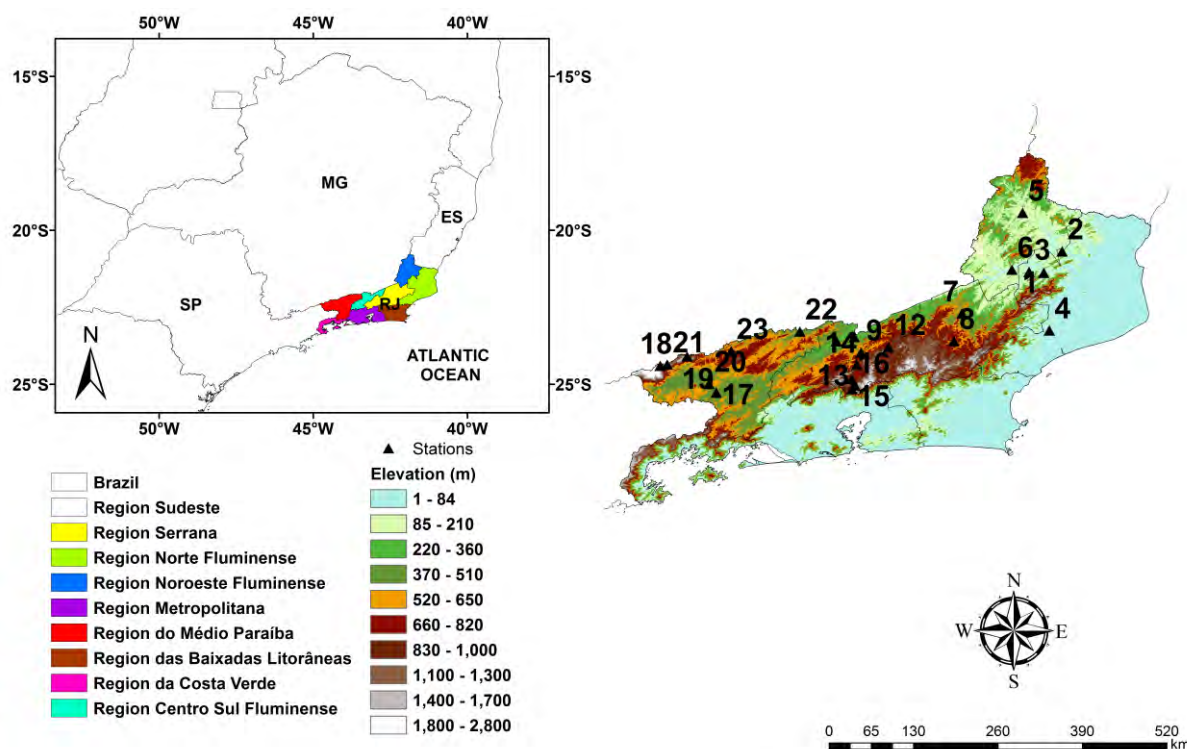 50°W 45°W 40°W
15°S 15°S
MG
ES
20°S 20°S
SP
RJ
N
ATLANTIC
OCEAN
25°S 25°S
50°W 45°W 40°W
5
2
6 3
1
4
7
8
22 9 12
23 14
18 21 16
20 13
19 17 15
Stations
Elevation (m)
1 - 84
85 - 210
220 - 360
370 - 510
520 - 650
660 - 820
830 - 1,000
1,100 - 1,300
1,400 - 1,700
1,800 - 2,800
Brazil
Region Sudeste
Region Serrana
Region Norte Fluminense
Region Noroeste Fluminense
Region Metropolitana
Region do Médio Paraíba
Region das Baixadas Litorâneas
Region da Costa Verde
Region Centro Sul Fluminense
N
W E
S
0 65 130 260 390 520
km